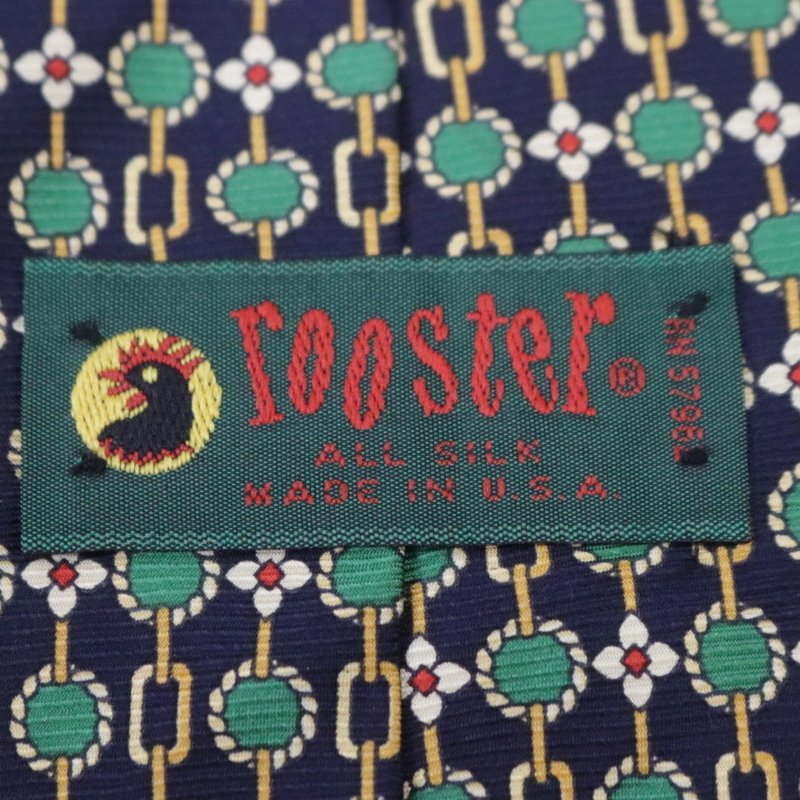 rooster®
ALL SILK
MADE IN U.S.A.
RN 57962